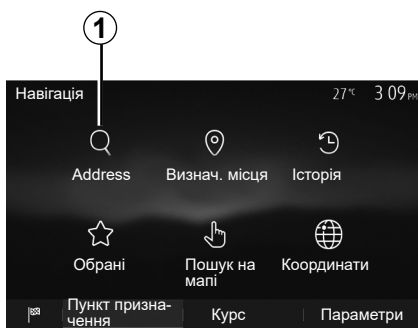 1
Навігація 27°C 3 09 PM
Address Визнач. місця Історія
Обрані Пошук на мапі Координати
Пункт призна-
чення Курс Параметри